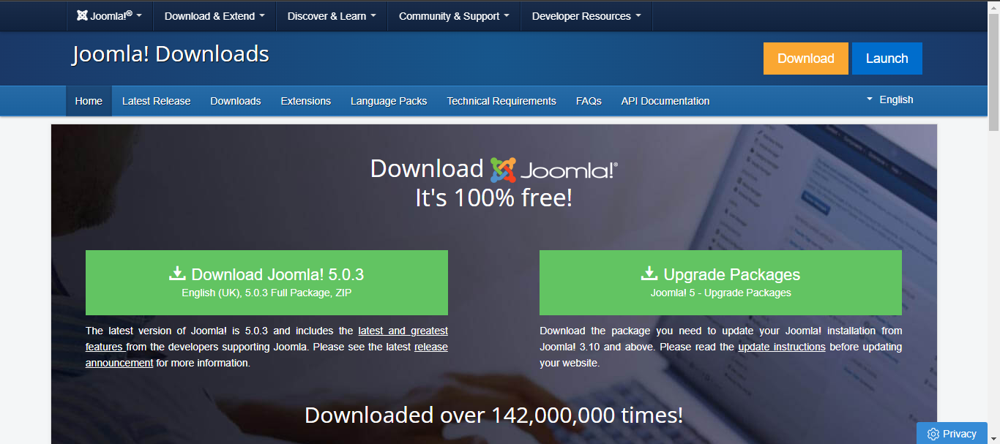 Joomla!®
Download & Extend
Discover & Learn
Community & Support
Developer Resources
Joomla! Downloads
Download
Launch
Home
Latest Release
Downloads
Extensions
Language Packs
Technical Requirements
FAQs
API Documentation
English
Download Joomla!®
It's 100% free!
Download Joomla! 5.0.3
English (UK), 5.0.3 Full Package, ZIP
The latest version of Joomla! is 5.0.3 and includes the latest and greatest
features from the developers supporting Joomla. Please see the latest release
announcement for more information.
Upgrade Packages
Joomla! 5 - Upgrade Packages
Download the package you need to update your Joomla! installation from
Joomla! 3.10 and above. Please read the update instructions before updating
your website.
Downloaded over 142,000,000 times!
Privacy